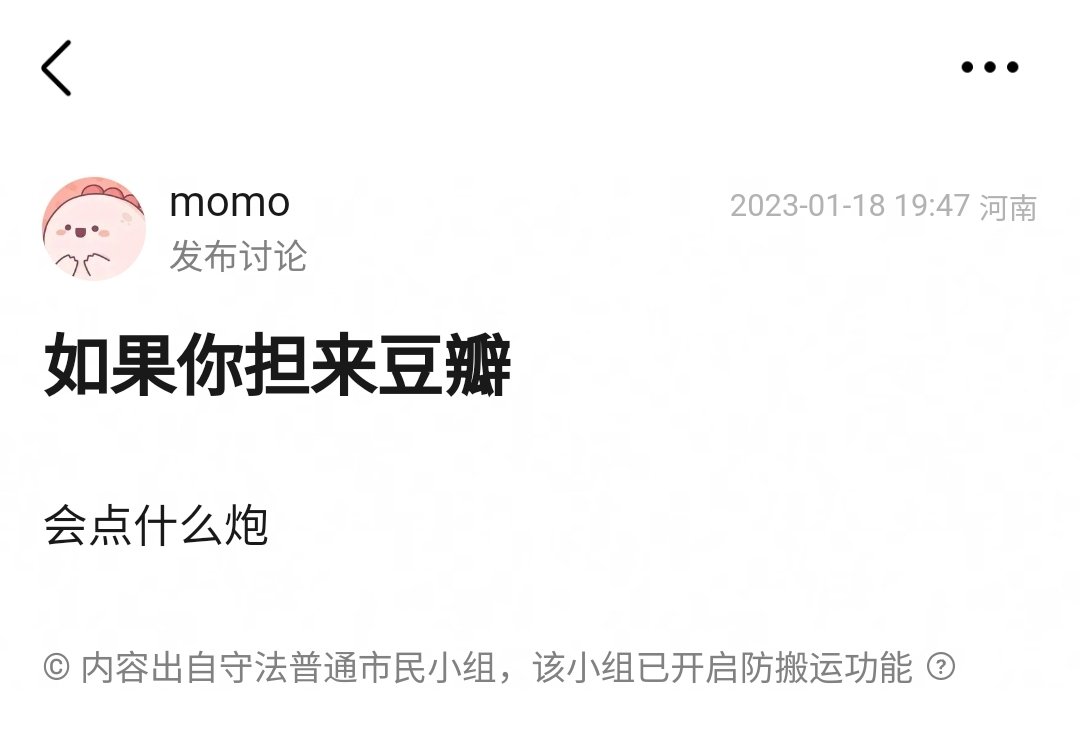 momo
2023-01-18 19:47 河南
发布讨论
如果你担来豆瓣
会点什么炮
© 内容出自守法普通市民小组，该小组已开启防搬运功能 ?